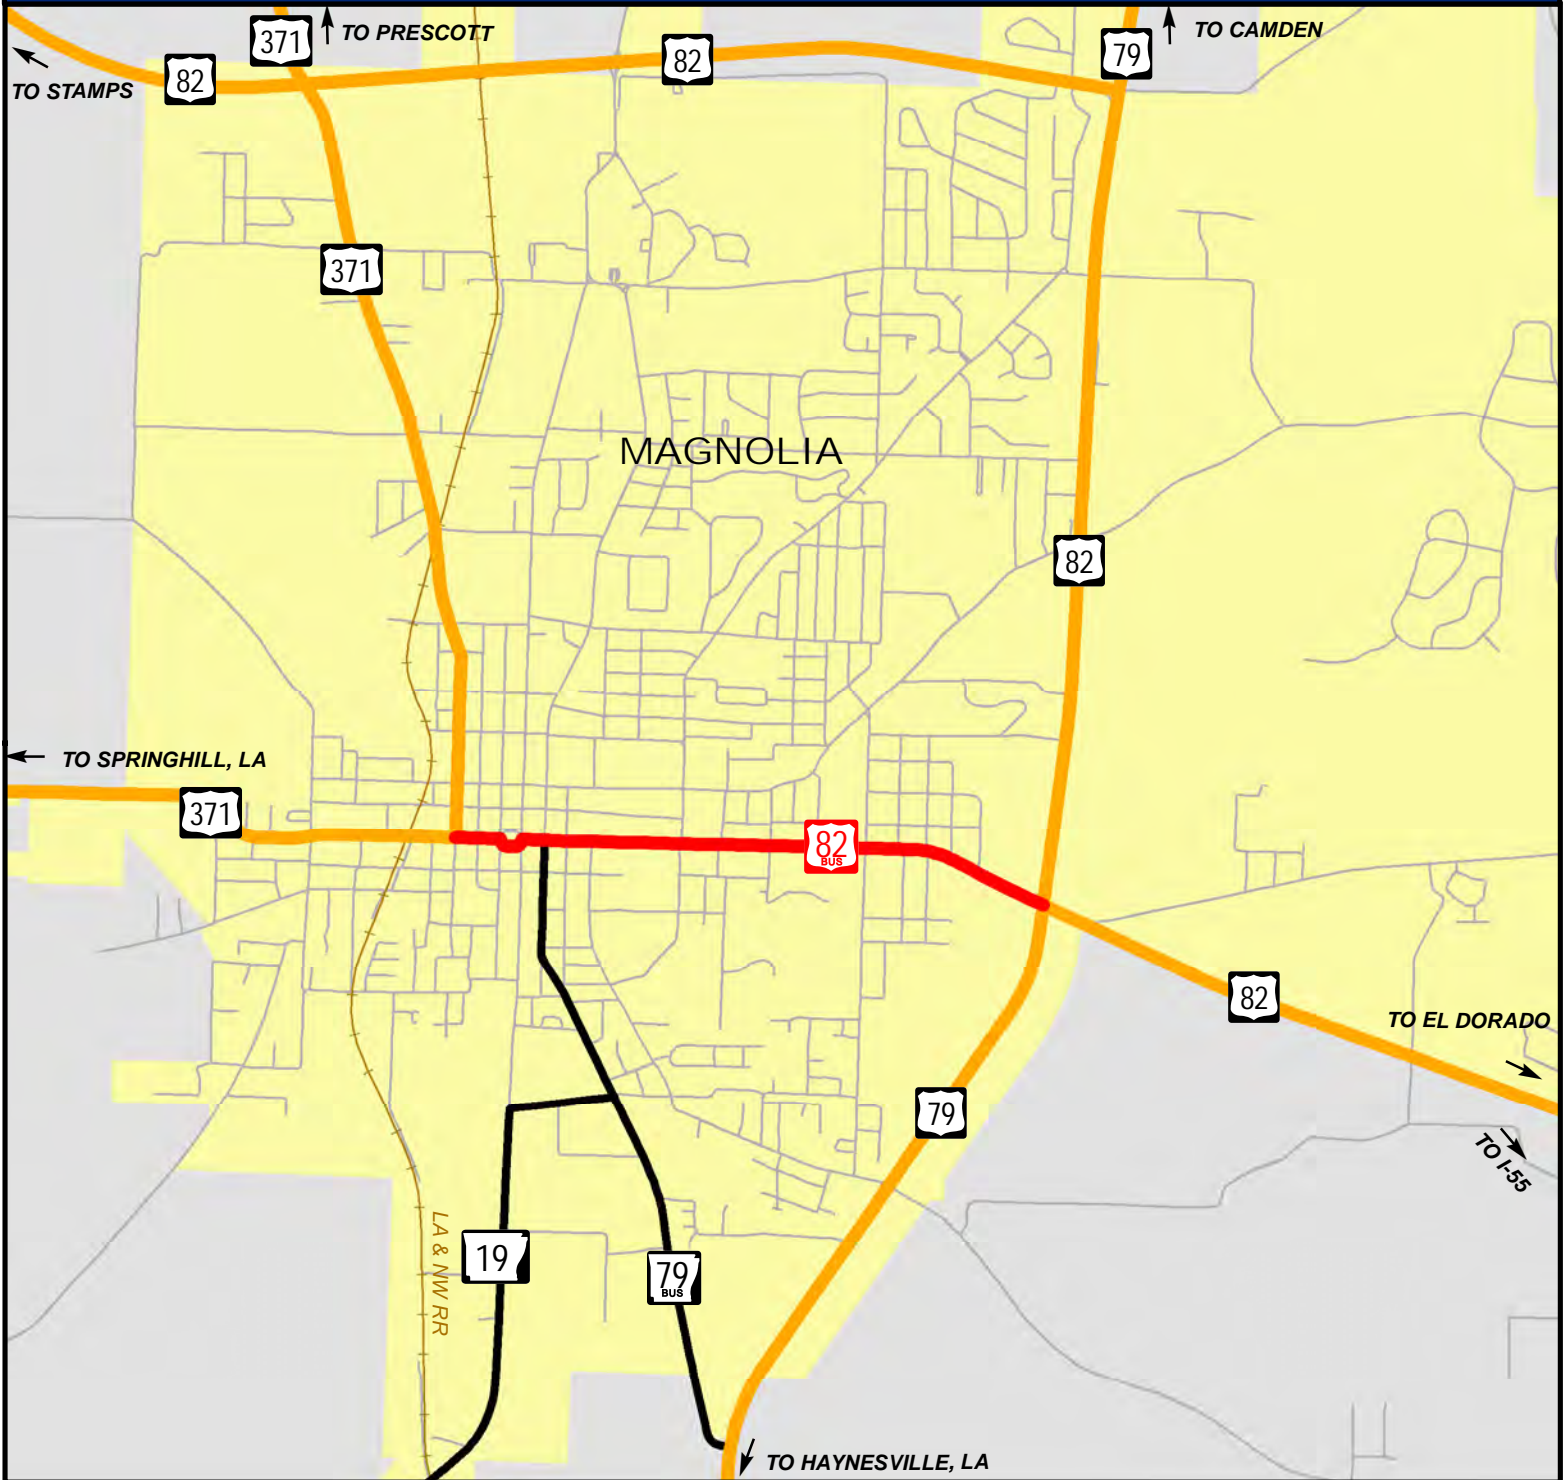 371
TO PRESCOTT
TO CAMDEN
82
79
82
TO STAMPS
371
MAGNOLIA
82
TO SPRINGHILL, LA
371
82
BUS
82
TO EL DORADO
79
TO I-55
LA & NW RR
19
79
BUS
TO HAYNESVILLE, LA